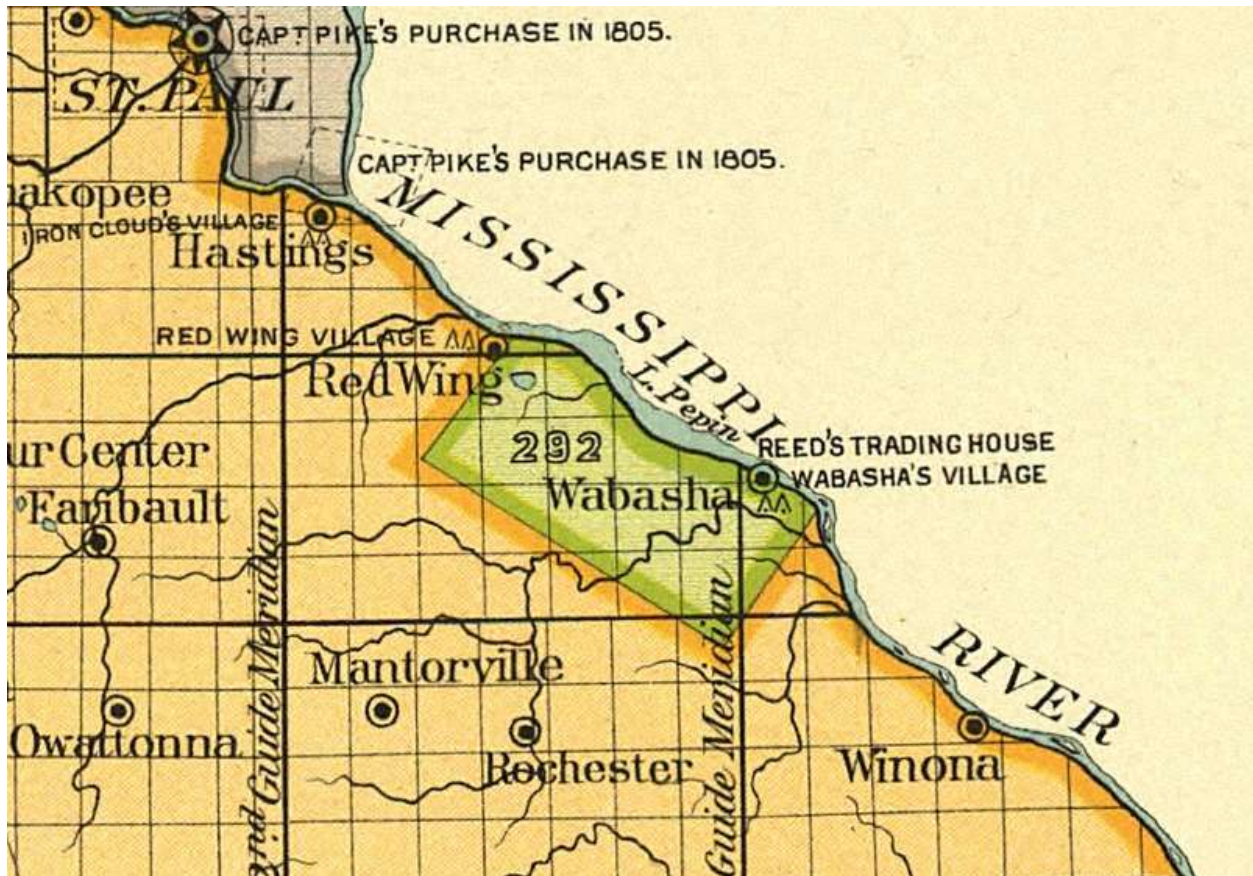 CAPT PIKE'S PURCHASE IN 1805.
ST. PAUL
CAPT PIKE'S PURCHASE IN 1805.
MISSISSIPPI
akopee
IRON CLOUD'S VILLAGE
Hastings
RED WING VILLAGE
Red Wing
L. Pepin
292
REED'S TRADING HOUSE
WABASHA'S VILLAGE
Wabasha
ur Center
Faribault
nd Guide Meridian
Guide Meridian
RIVER
Mantorville
Owattonna
Rochester
Winona